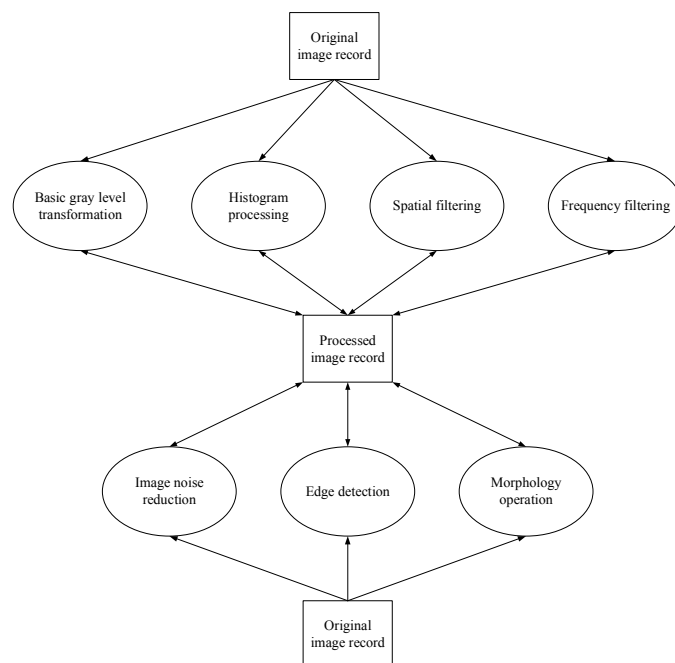 Original
image record
Basic gray level
transformation
Histogram
processing
Spatial filtering
Frequency filtering
Processed
image record
Image noise
reduction
Edge detection
Morphology
operation
Original
image record